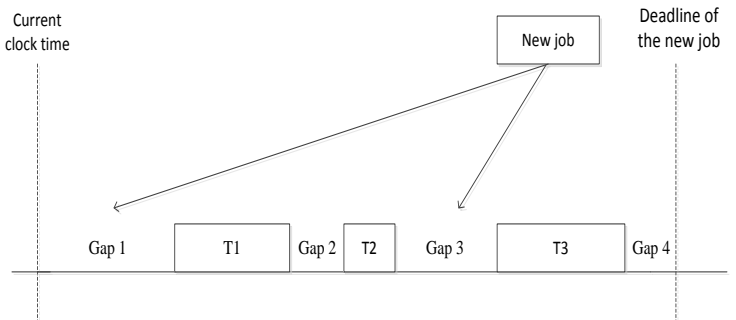 Current
clock time
New job
Deadline of
the new job
Gap 1
T1
Gap 2
T2
Gap 3
T3
Gap 4